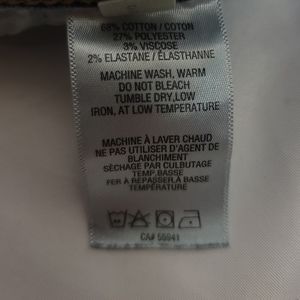 68% COTTON / COTON
27% POLYESTER
3% VISCOSE
2% ELASTANE / ÉLASTHANNE
MACHINE WASH, WARM
DO NOT BLEACH
TUMBLE DRY,LOW
IRON, AT LOW TEMPERATURE
MACHINE À LAVER CHAUD
NE PAS UTILISER D'AGENT DE
BLANCHIMENT
SÈCHAGE PAR CULBUTAGE
TEMP.BASSE
FER À REPASSER,À BASSE
TEMPÉRATURE
CA# 55941